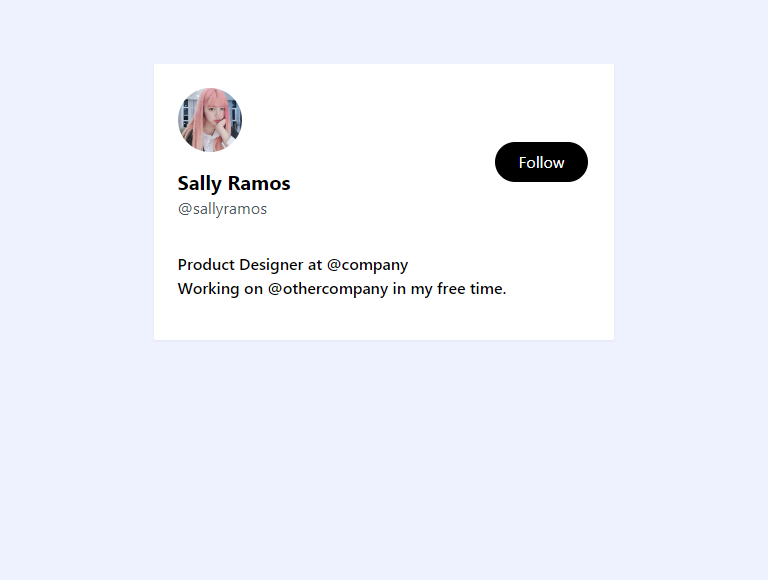 Follow
Sally Ramos
@sallyramos
Product Designer at @company
Working on @othercompany in my free time.